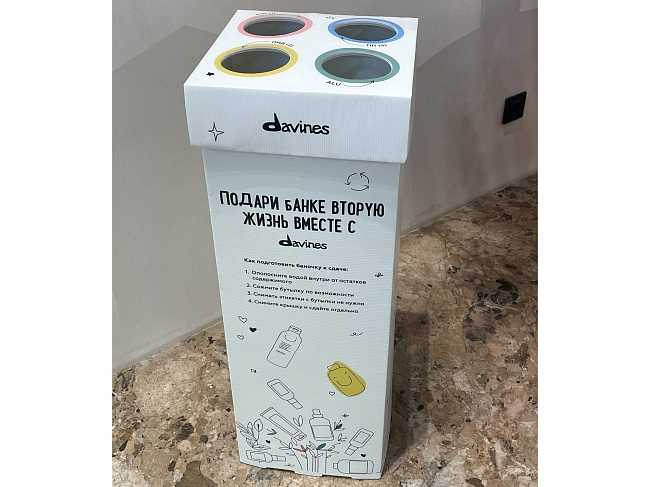 ALU
davines
ПОДАРИ БАНКЕ ВТОРУЮ
ЖИЗНЬ ВМЕСТЕ С
davines
Как подготовить баночку к сдаче:
1. Ополосните водой внутри от остатков
содержимого
2. Сожмите бутылку по возможности
3. Снимать этикетки с бутылки не нужно
4. Снимите крышку и сдайте отдельно